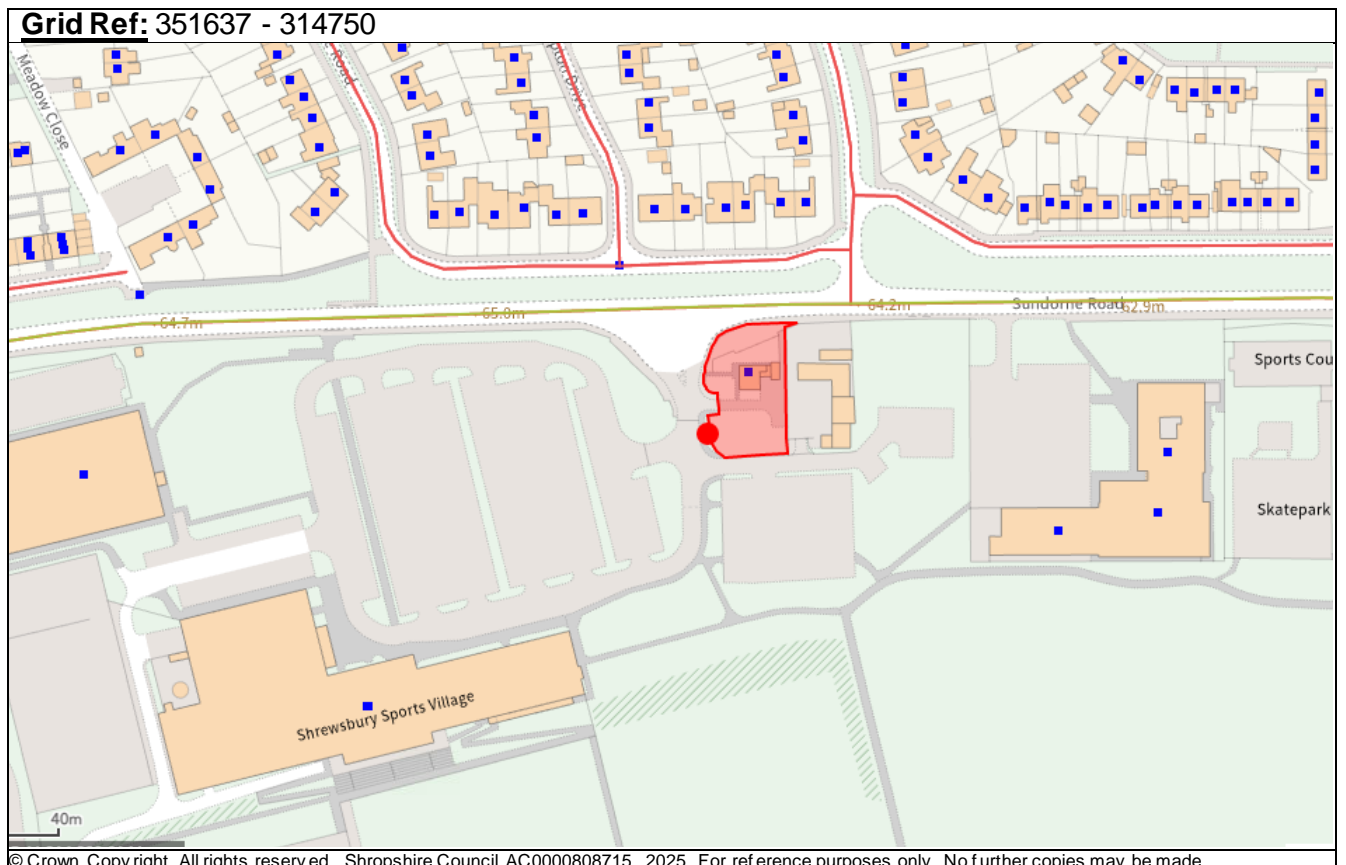 Grid Ref: 351637 - 314750
Meadow Close
Road
Drive
64.7m
65.8m
64.2m
Sundorne Road
62.9m
Sports Cou
Skatepark
Shrewsbury Sports Village
40m
© Crown Copyright. All rights reserved. Shropshire Council AC0000808715. 2025. For reference purposes only. No further copies may be made.